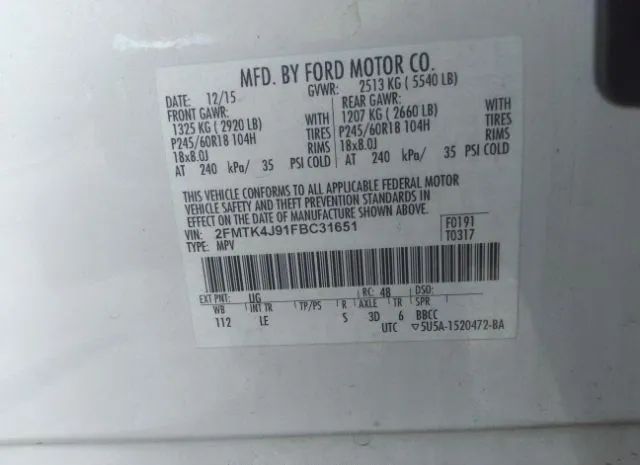 MFD. BY FORD MOTOR CO.
DATE: 12/15 GVWR: 2513 KG ( 5540 LB)
FRONT GAWR: REAR GAWR:
1325 KG ( 2920 LB) WITH 1207 KG ( 2660 LB) WITH
P245/60R18 104H TIRES P245/60R18 104H TIRES
18x8.0J RIMS 18x8.0J RIMS
AT 240 kPa/ 35 PSI COLD AT 240 kPa/ 35 PSI COLD
THIS VEHICLE CONFORMS TO ALL APPLICABLE FEDERAL MOTOR
VEHICLE SAFETY AND THEFT PREVENTION STANDARDS IN
EFFECT ON THE DATE OF MANUFACTURE SHOWN ABOVE.
VIN: 2FMTK4J91FBC31651 F0191
TYPE: MPV T0317
EXT PNT: UG RC: 48 DSO:
WB INT TR TP/PS R AXLE TR SPR
112 LE S 3D 6 BBCC
UTC ▽5U5A-1520472-BA